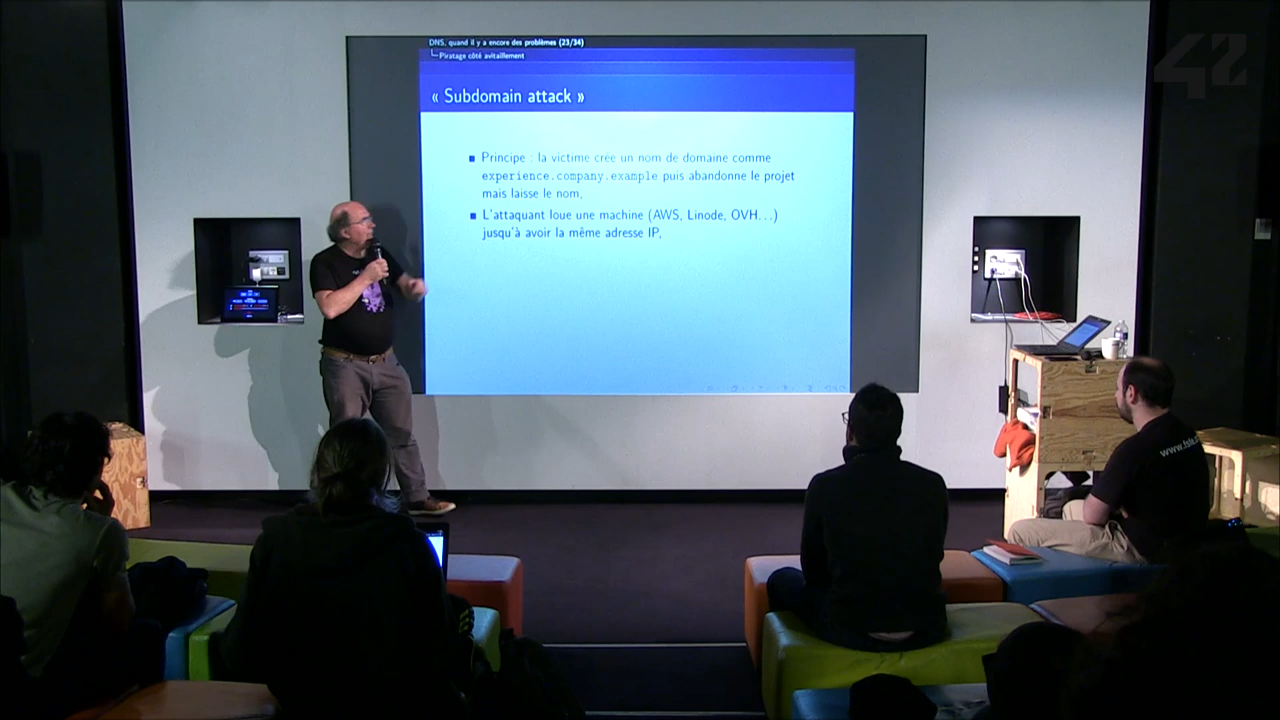 42
DNS, quand il y a encore des problèmes (23/34)
Piratage côté avitaillement
« Subdomain attack »
Principe : la victime crée un nom de domaine comme
experience.company.example puis abandonne le projet
mais laisse le nom,
L'attaquant loue une machine (AWS, Linode, OVH...)
jusqu'à avoir la même adresse IP,